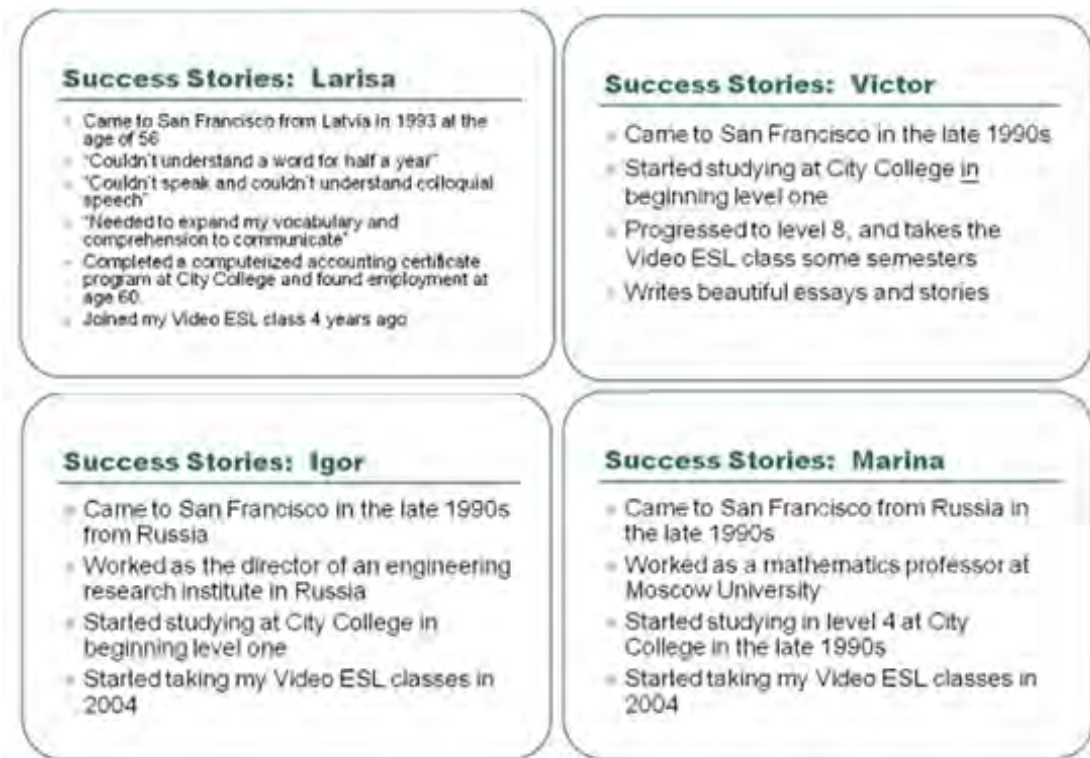 Success Stories: Larisa
Came to San Francisco from Latvia in 1993 at the
age of 56
"Couldn't understand a word for half a year"
"Couldn't speak and couldn't understand colloquial
speech"
"Needed to expand my vocabulary and
comprehension to communicate"
Completed a computerized accounting certificate
program at City College and found employment at
age 60.
Joined my Video ESL class 4 years ago
Success Stories: Victor
Came to San Francisco in the late 1990s
Started studying at City College in
beginning level one
Progressed to level 8, and takes the
Video ESL class some semesters
Writes beautiful essays and stories
Success Stories: Igor
Came to San Francisco in the late 1990s
from Russia
Worked as the director of an engineering
research institute in Russia
Started studying at City College in
beginning level one
Started taking my Video ESL classes in
2004
Success Stories: Marina
Came to San Francisco from Russia in
the late 1990s
Worked as a mathematics professor at
Moscow University
Started studying in level 4 at City
College in the late 1990s
Started taking my Video ESL classes in
2004